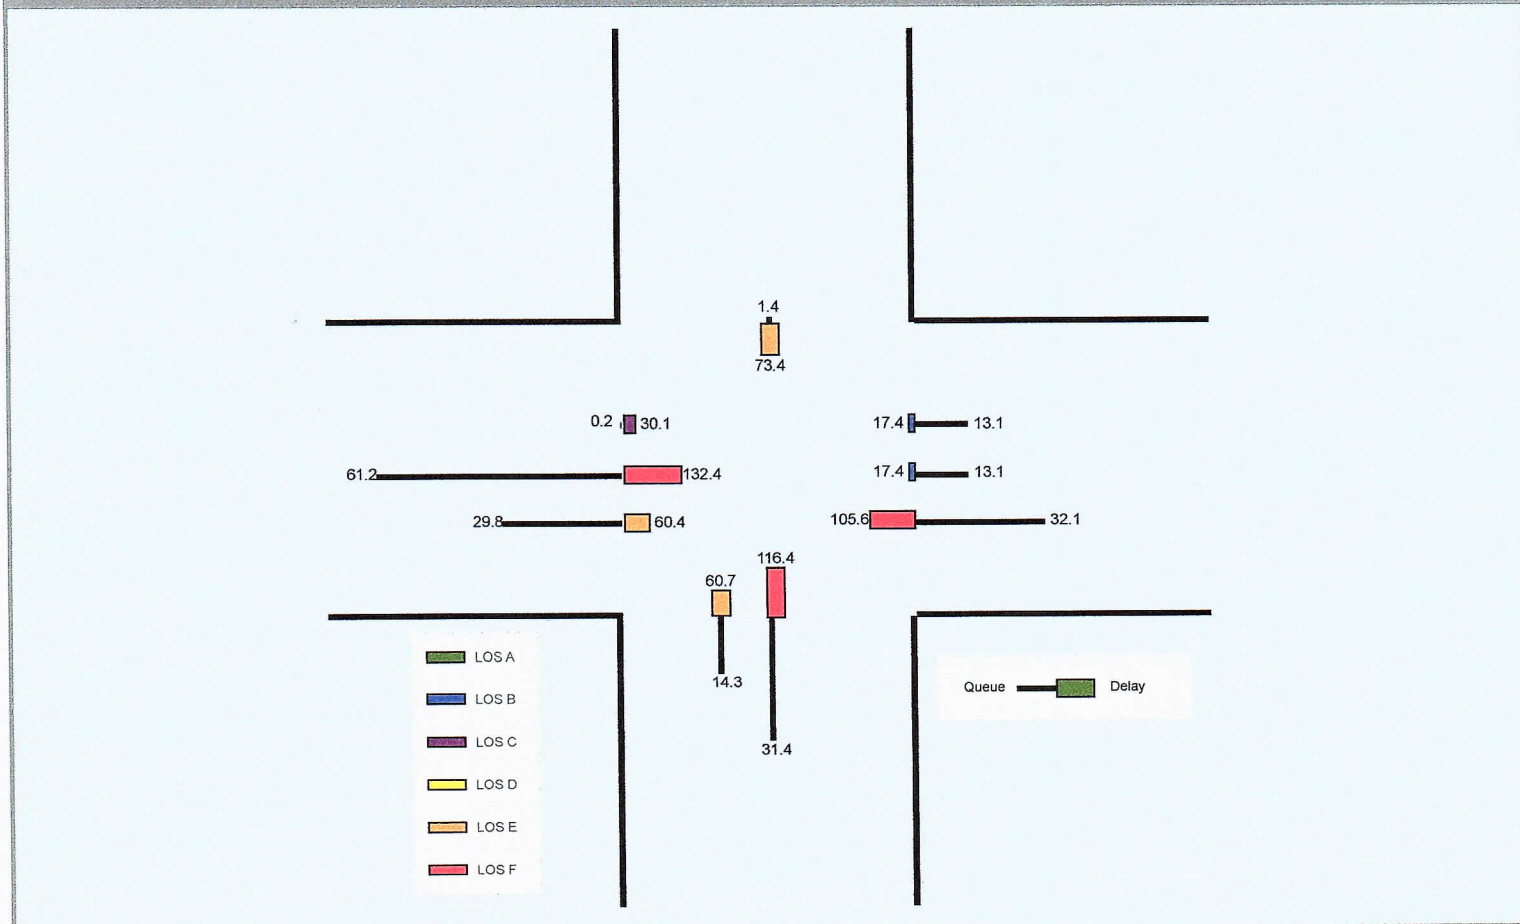 1.4
73.4
0.2 30.1
17.4 13.1
61.2 132.4
17.4 13.1
29.8 60.4
105.6 32.1
60.7
116.4
14.3
31.4
LOS A
LOS B
LOS C
LOS D
LOS E
LOS F
Queue Delay